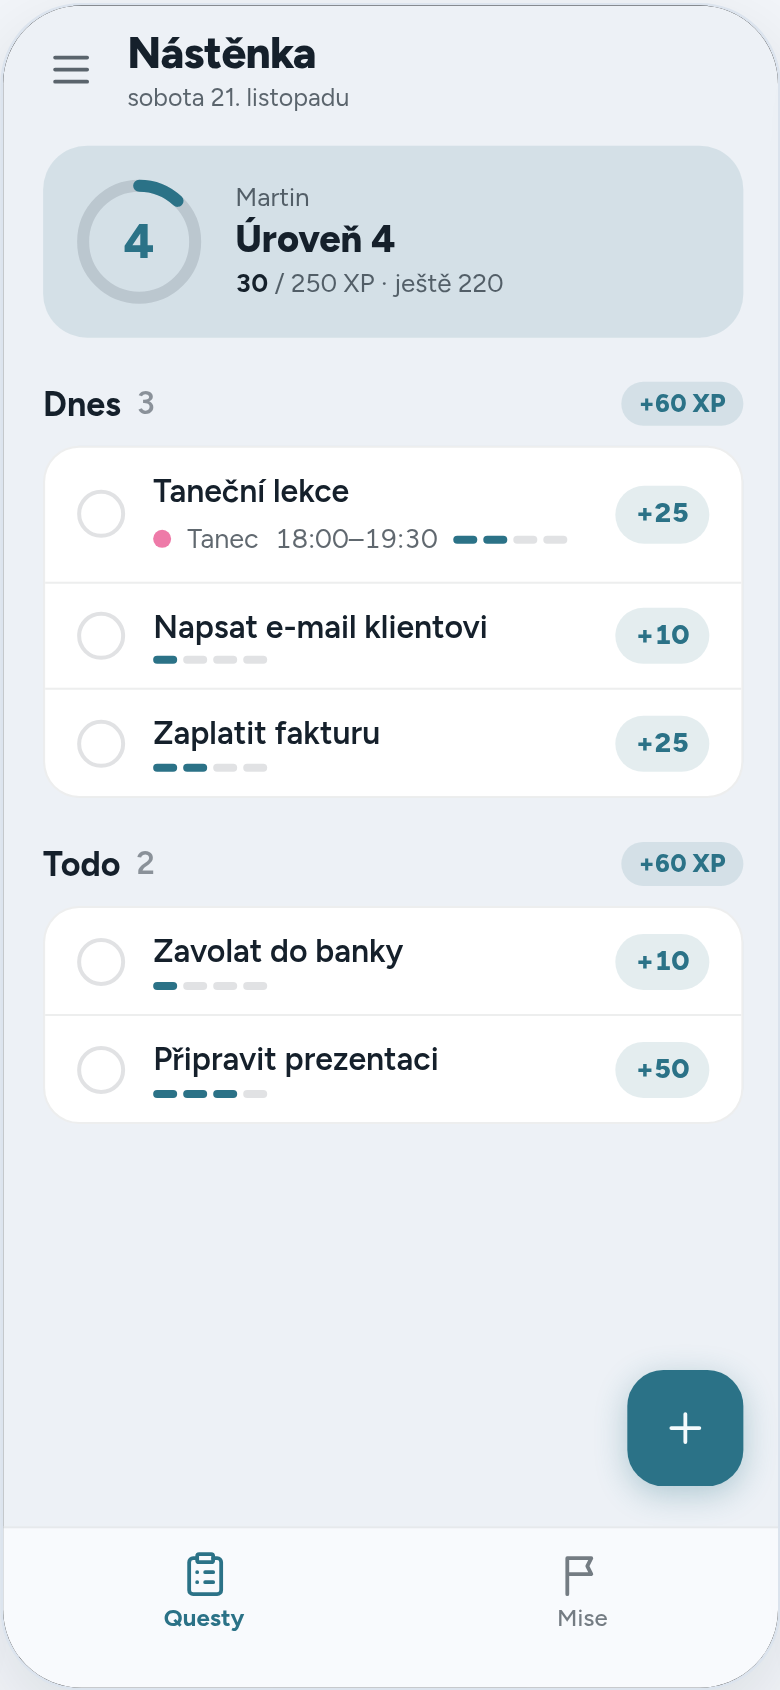 Nástěnka
sobota 21. listopadu
4
Martin
Úroveň 4
30 / 250 XP · ještě 220
Dnes 3
+60 XP
Taneční lekce
Tanec 18:00–19:30
+25
Napsat e-mail klientovi
+10
Zaplatit fakturu
+25
Todo 2
+60 XP
Zavolat do banky
+10
Připravit prezentaci
+50
Questy
Mise